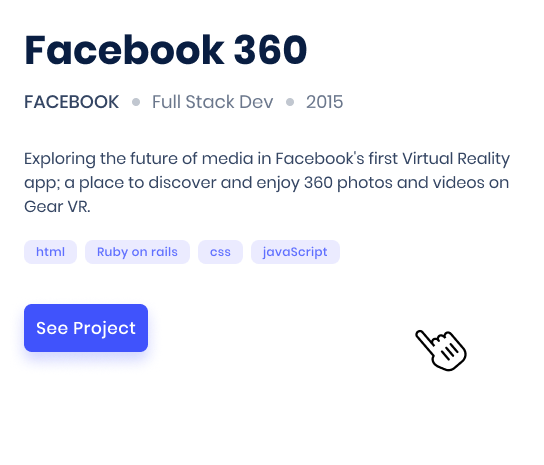 Facebook 360
FACEBOOK Full Stack Dev 2015
Exploring the future of media in Facebook's first Virtual Reality
app; a place to discover and enjoy 360 photos and videos on
Gear VR.
html Ruby on rails css javaScript
See Project